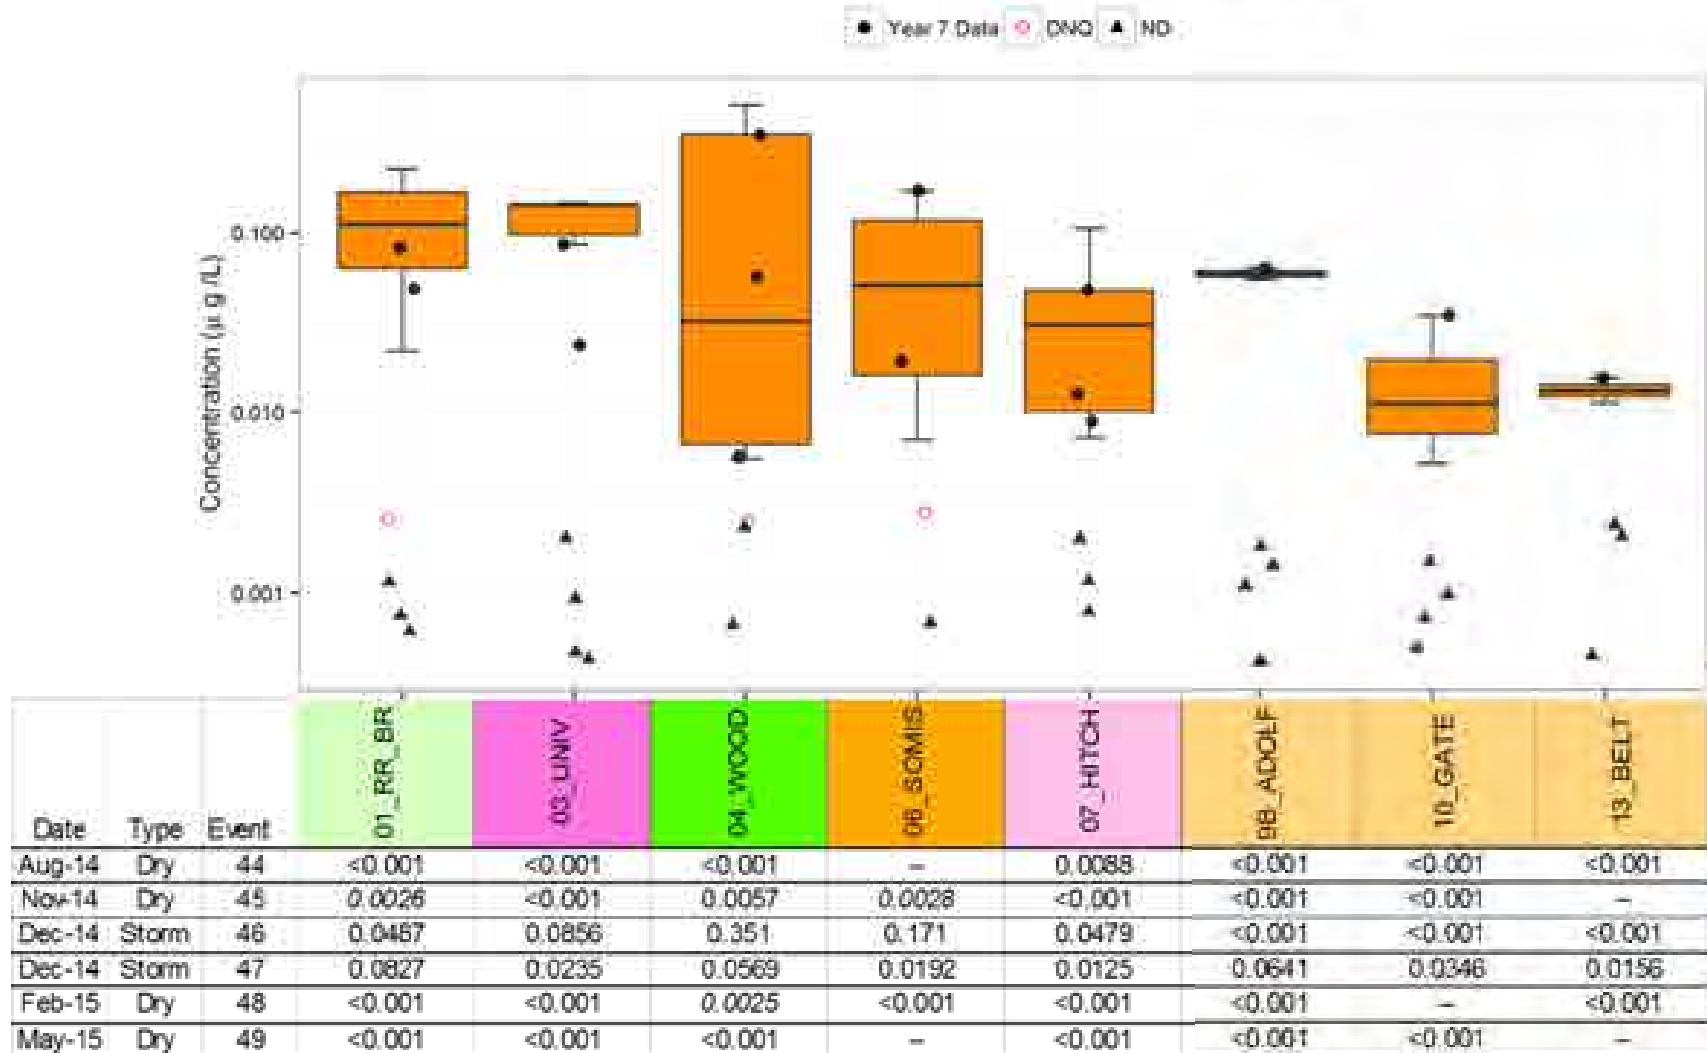 Year 7 Data DNQ ND
Concentration (µ g /L)
0.100
0.010
0.001
Date Type Event 01_RR_BR 03_UNIV 04_WOOD 06_SOMIS 07_HITCH 9B_ADOLF 10_GATE 13_BELT
Aug-14 Dry 44 <0.001 <0.001 <0.001 – 0.0088 <0.001 <0.001 <0.001
Nov-14 Dry 45 0.0026 <0.001 0.0057 0.0028 <0.001 <0.001 <0.001 –
Dec-14 Storm 46 0.0487 0.0856 0.351 0.171 0.0479 <0.001 <0.001 <0.001
Dec-14 Storm 47 0.0827 0.0235 0.0569 0.0192 0.0125 0.0641 0.0346 0.0156
Feb-15 Dry 48 <0.001 <0.001 0.0025 <0.001 <0.001 <0.001 – <0.001
May-15 Dry 49 <0.001 <0.001 <0.001 – <0.001 <0.001 <0.001 –